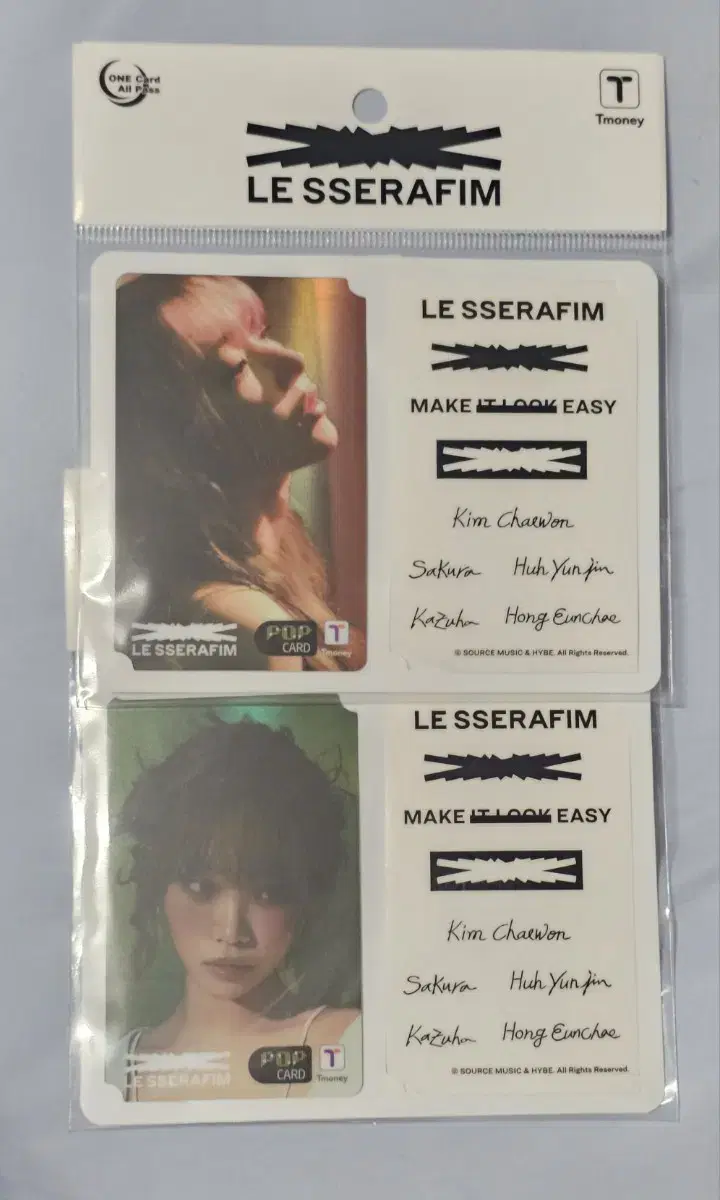 ONE Card
All Pass
T
Tmoney
LE SSERAFIM
LE SSERAFIM
MAKE IT LOOK EASY
Kim Chaewon
Sakura Huh Yunjin
Kazuha Hong Eunchae
© SOURCE MUSIC & HYBE. All Rights Reserved.
LE SSERAFIM
POP
CARD
T
Tmoney
LE SSERAFIM
MAKE IT LOOK EASY
Kim Chaewon
Sakura Huh Yunjin
Kazuha Hong Eunchae
© SOURCE MUSIC & HYBE. All Rights Reserved.
LE SSERAFIM
POP
CARD
T
Tmoney